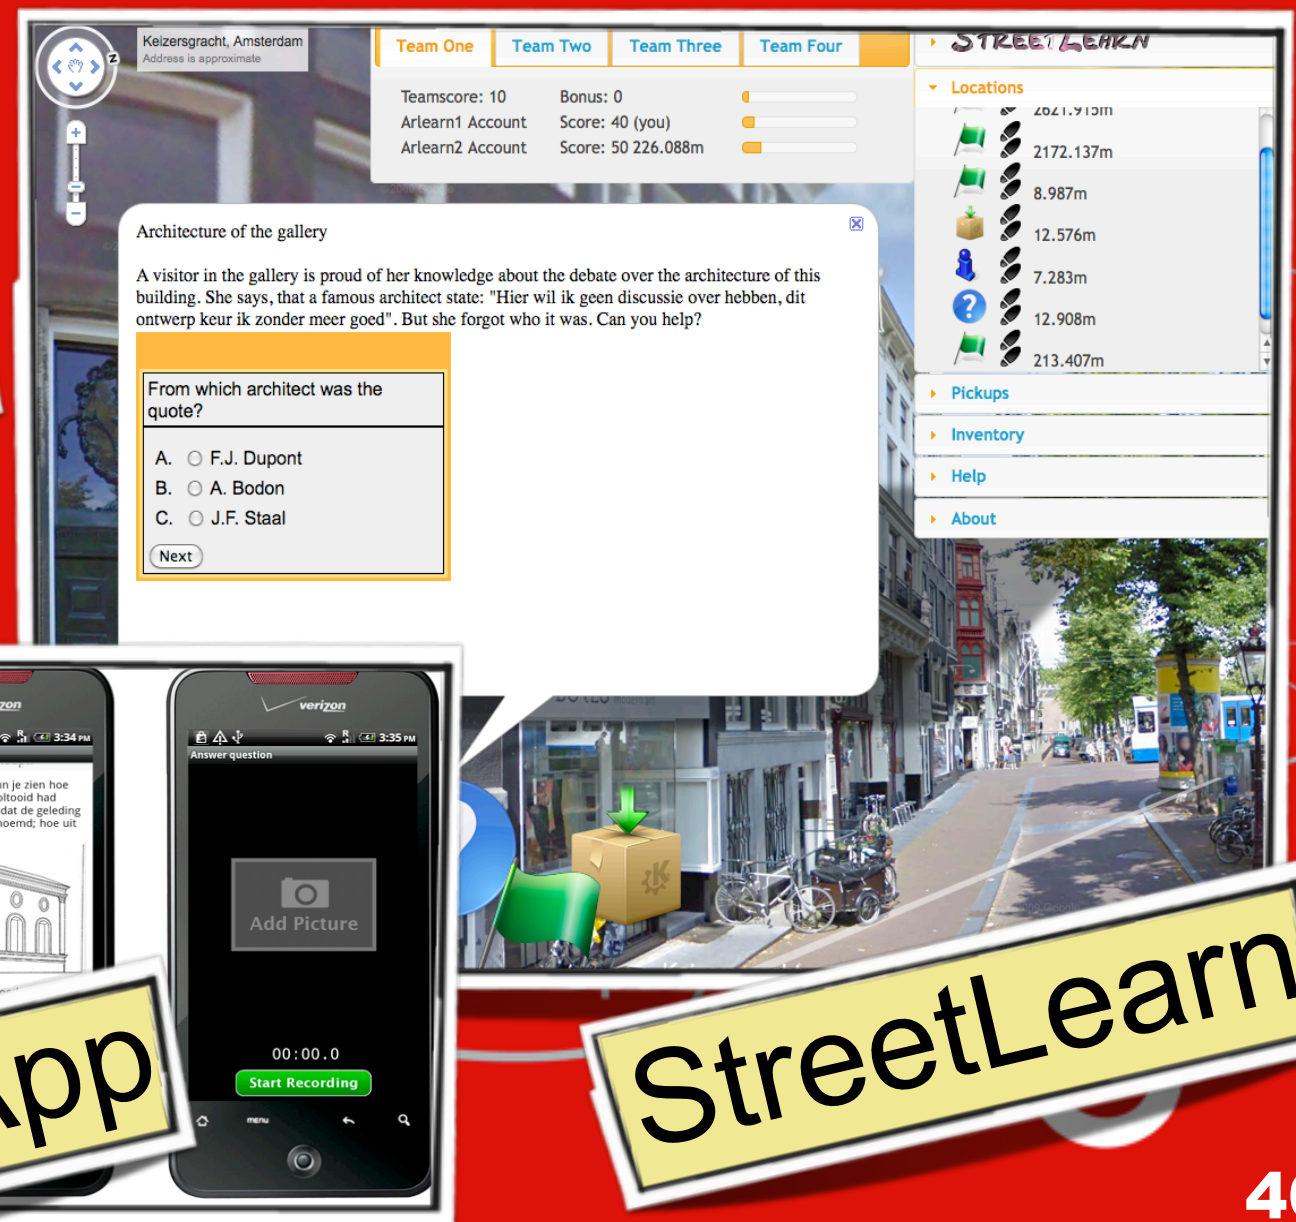 Keizersgracht, Amsterdam
Address is approximate
Team One
Team Two
Team Three
Team Four
Teamscore: 10 Bonus: 0
Arlearn1 Account Score: 40 (you)
Arlearn2 Account Score: 50 226.088m
STREETLEARN
Locations
2621.915m
2172.137m
8.987m
12.576m
7.283m
12.908m
213.407m
Pickups
Inventory
Help
About
Architecture of the gallery
A visitor in the gallery is proud of her knowledge about the debate over the architecture of this
building. She says, that a famous architect state: "Hier wil ik geen discussie over hebben, dit
ontwerp keur ik zonder meer goed". But she forgot who it was. Can you help?
From which architect was the
quote?
A. F.J. Dupont
B. A. Bodon
C. J.F. Staal
Next
zon
3:34 PM
n je zien hoe
oltooid had
dat de geleding
noemd; hoe uit
verizon
3:35 PM
Answer question
Add Picture
00:00.0
Start Recording
menu
App
StreetLearn
40